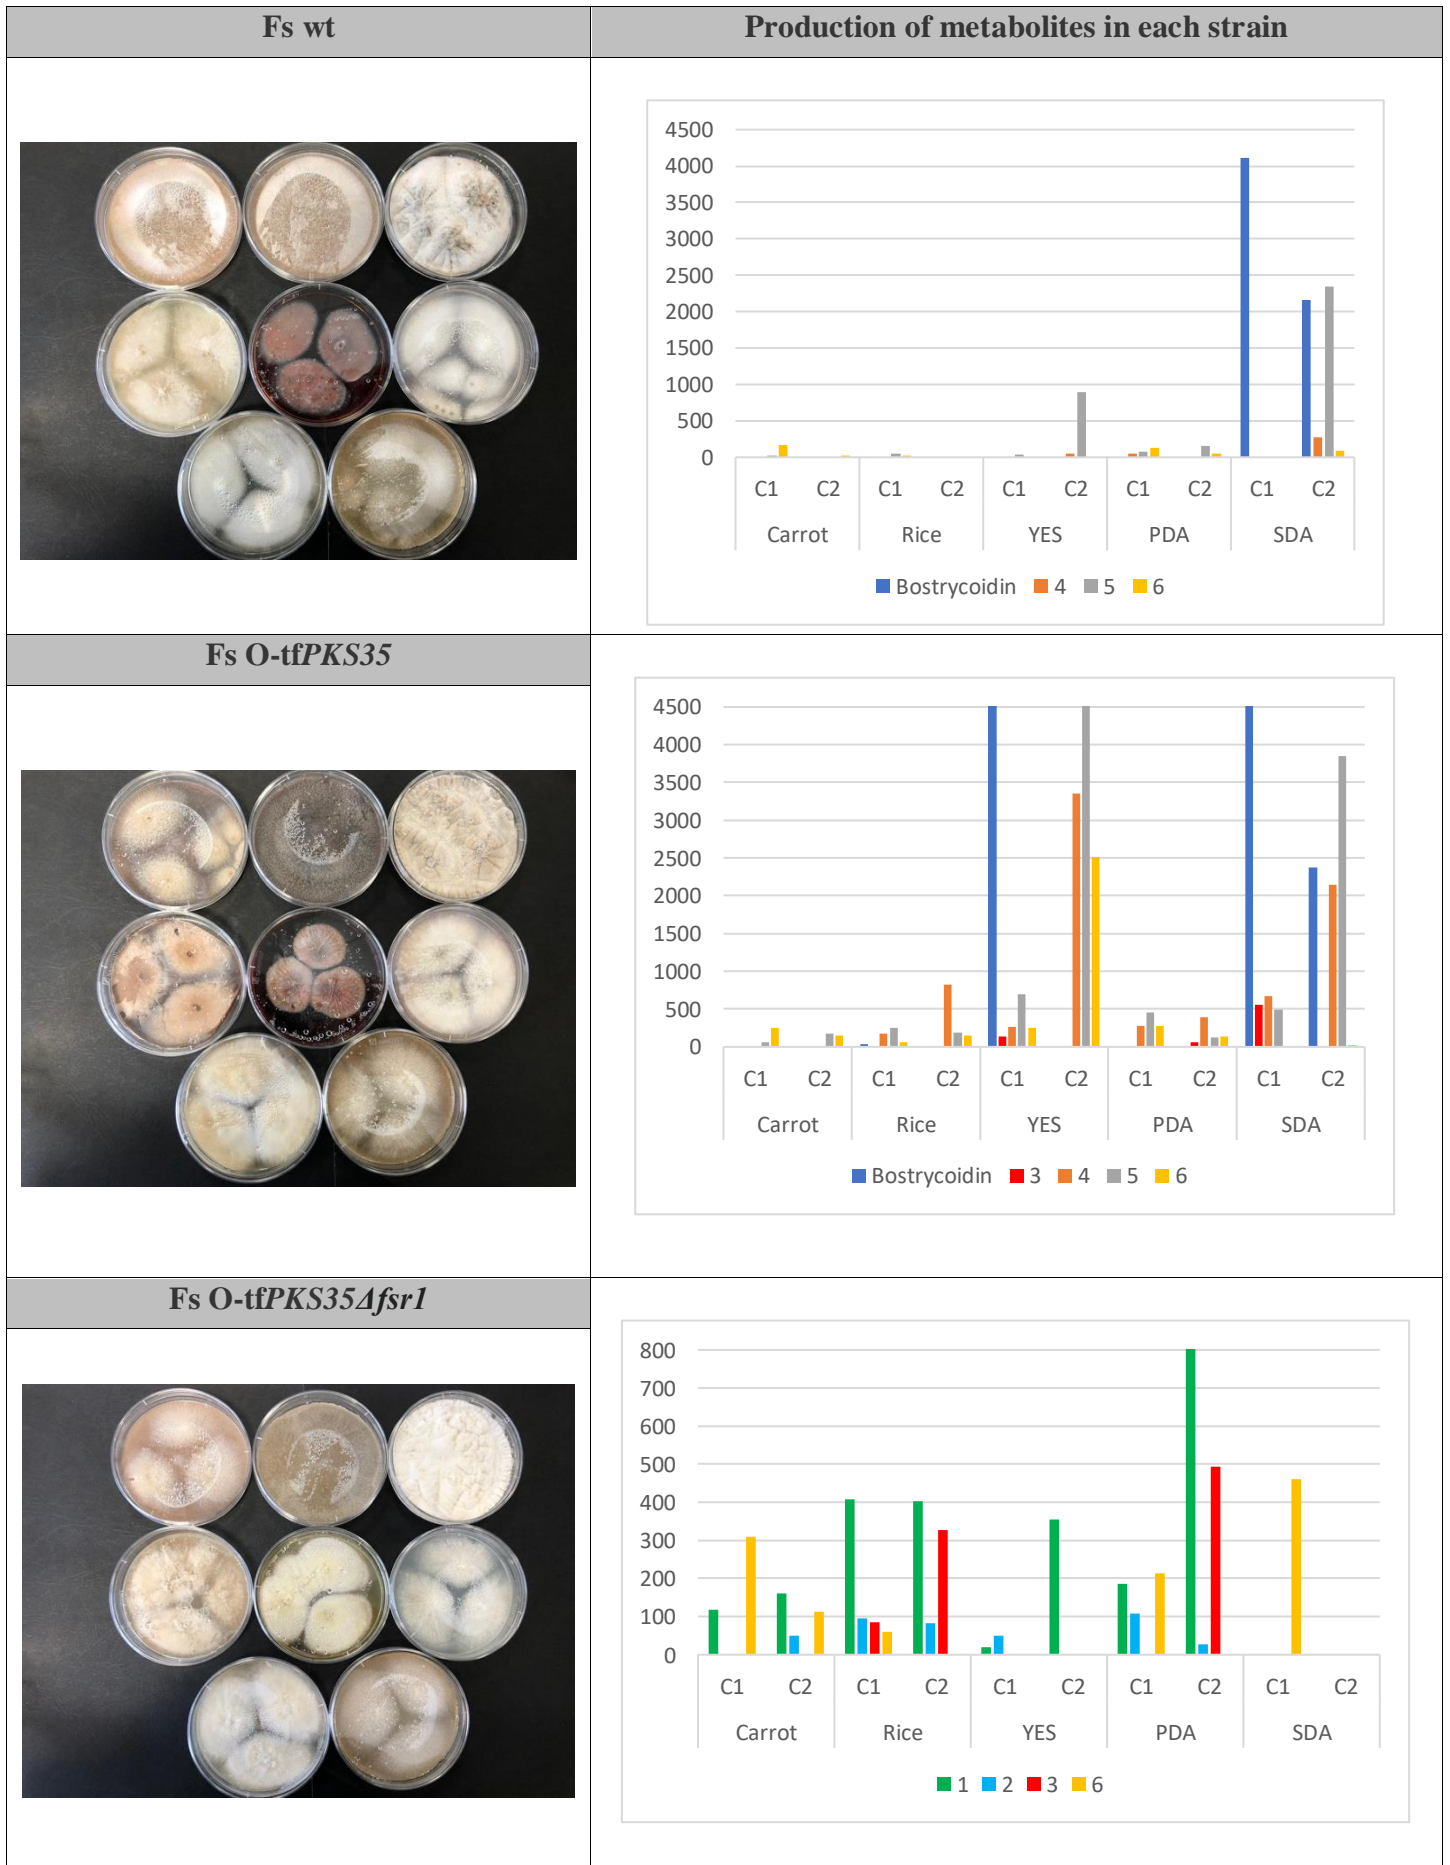 Fs wt
Production of metabolites in each strain
4500
4000
3500
3000
2500
2000
1500
1000
500
0
C1 C2 C1 C2 C1 C2 C1 C2 C1 C2
Carrot Rice YES PDA SDA
Bostrycoidin 4 5 6
Fs O-tfPKS35
4500
4000
3500
3000
2500
2000
1500
1000
500
0
C1 C2 C1 C2 C1 C2 C1 C2 C1 C2
Carrot Rice YES PDA SDA
Bostrycoidin 3 4 5 6
Fs O-tfPKS35Δfsr1
800
700
600
500
400
300
200
100
0
C1 C2 C1 C2 C1 C2 C1 C2 C1 C2
Carrot Rice YES PDA SDA
1 2 3 6